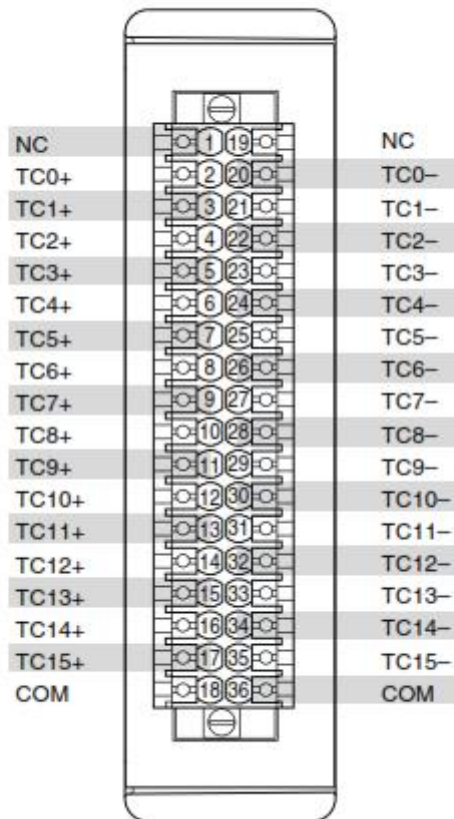 NC 1 19 NC
TC0+ 2 20 TC0–
TC1+ 3 21 TC1–
TC2+ 4 22 TC2–
TC3+ 5 23 TC3–
TC4+ 6 24 TC4–
TC5+ 7 25 TC5–
TC6+ 8 26 TC6–
TC7+ 9 27 TC7–
TC8+ 10 28 TC8–
TC9+ 11 29 TC9–
TC10+ 12 30 TC10–
TC11+ 13 31 TC11–
TC12+ 14 32 TC12–
TC13+ 15 33 TC13–
TC14+ 16 34 TC14–
TC15+ 17 35 TC15–
COM 18 36 COM